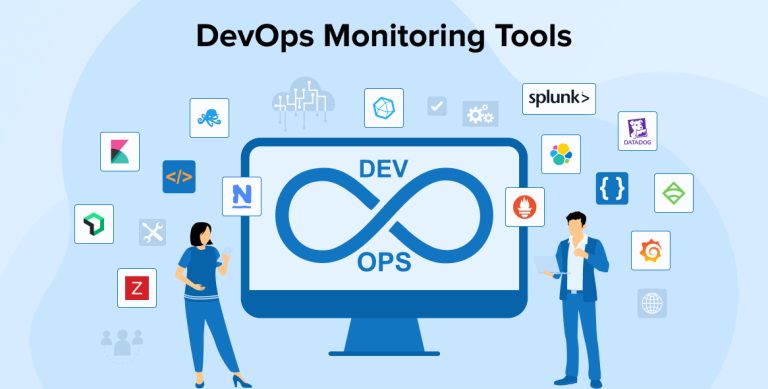 DevOps Monitoring Tools
splunk>
DATADOG
</>
DEV
{ }
N
OPS
Z